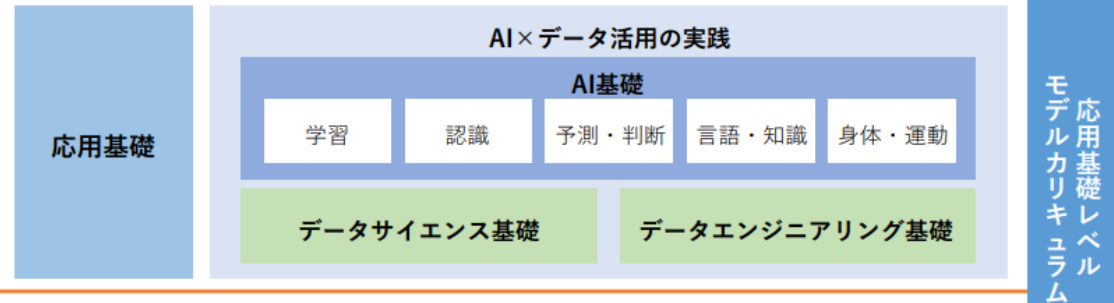 応用基礎
AI×データ活用の実践
AI基礎
学習
認識
予測・判断
言語・知識
身体・運動
データサイエンス基礎
データエンジニアリング基礎
応用基礎レベル
モデルカリキュラム